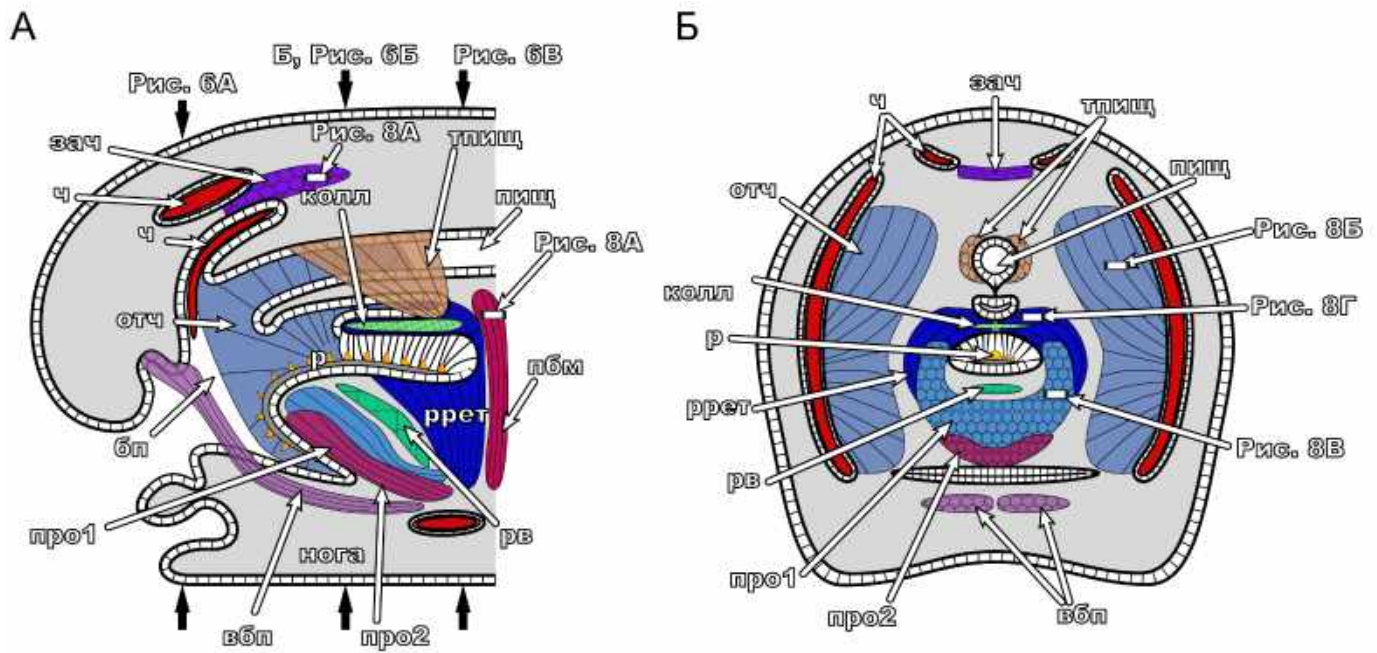 А
Б
Б, Рис. 6Б
Рис. 6В
Рис. 6А
Рис. 8А
зач
тпищ
ч
колл
пищ
ч
Рис. 8А
отч
р
пбм
ррет
бп
про1
рв
нога
вбп
про2
зач
ч
тпищ
пищ
отч
Рис. 8Б
колл
Рис. 8Г
р
ррет
Рис. 8В
рв
про1
про2
вбп